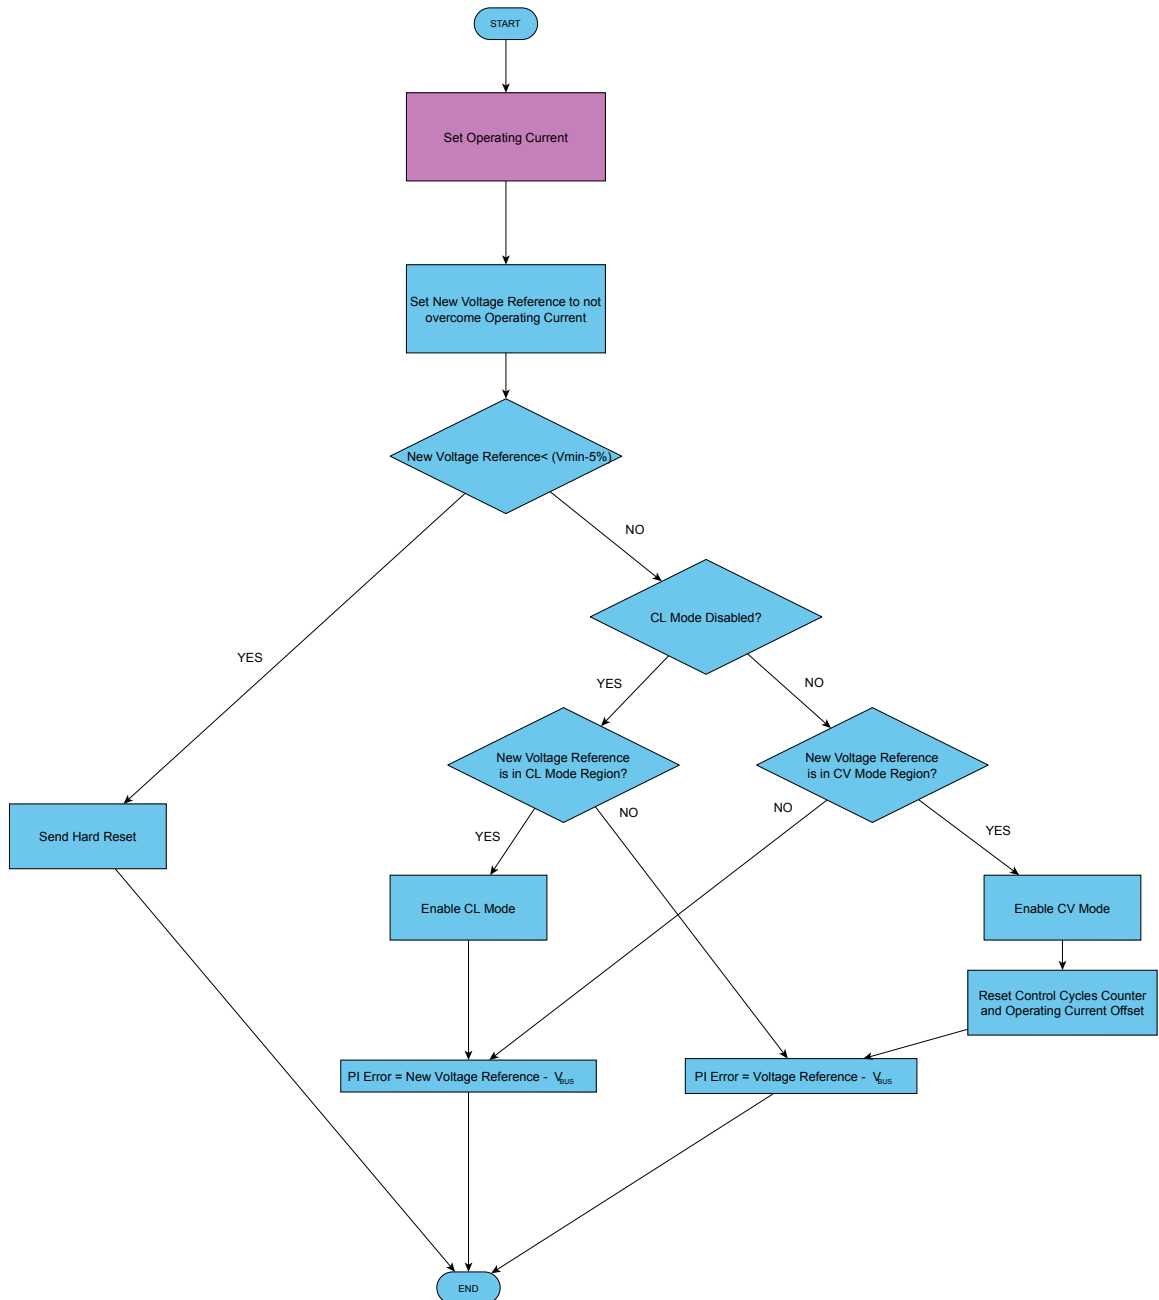 START
Set Operating Current
Set New Voltage Reference to not
overcome Operating Current
New Voltage Reference< (Vmin-5%)
NO
CL Mode Disabled?
YES
YES
NO
New Voltage Reference
is in CL Mode Region?
New Voltage Reference
is in CV Mode Region?
NO
NO
YES
YES
Send Hard Reset
Enable CL Mode
Enable CV Mode
Reset Control Cycles Counter
and Operating Current Offset
PI Error = New Voltage Reference - VBUS
PI Error = Voltage Reference - VBUS
END